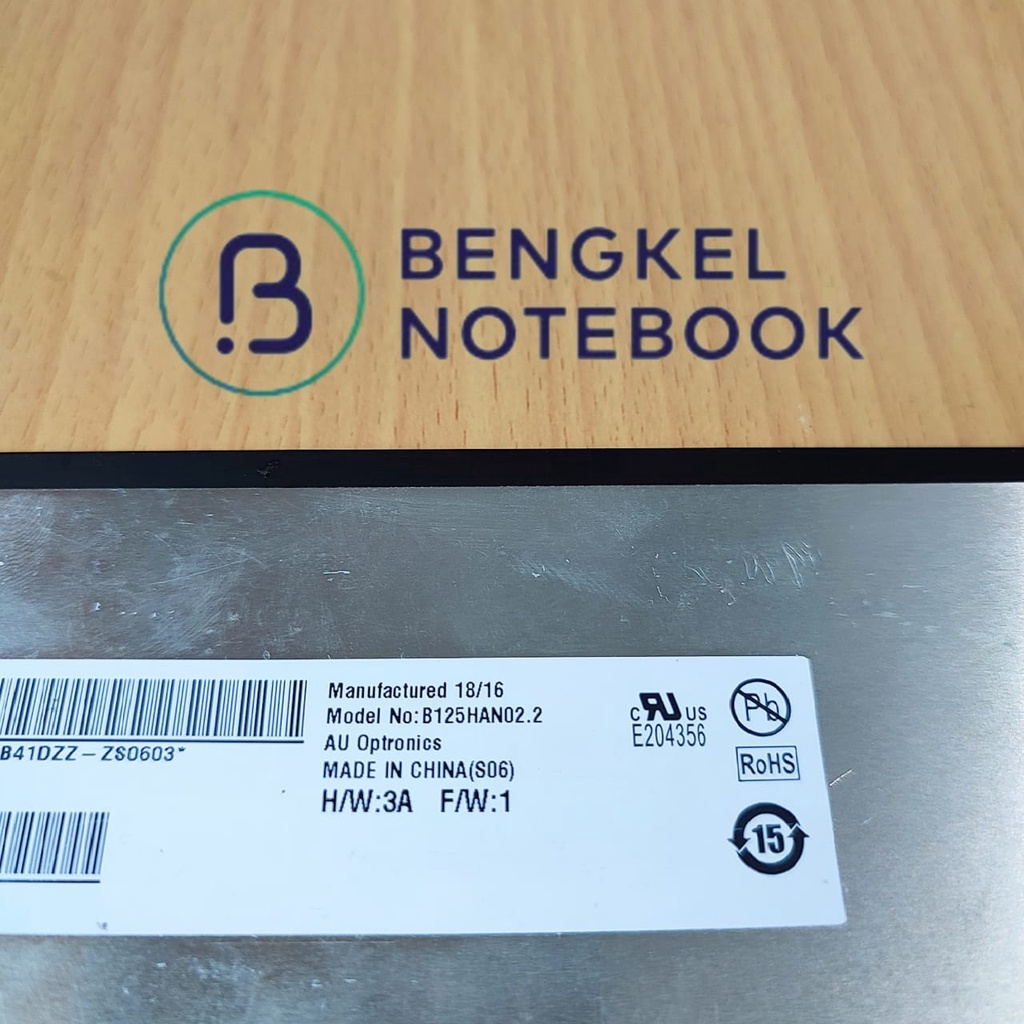 B
BENGKEL
NOTEBOOK
Manufactured 18/16
Model No:B125HAN02.2
AU Optronics
MADE IN CHINA(S06)
H/W:3A F/W:1
B41DZZ-ZS0603*
c RU US
E204356
Pb
RoHS
15